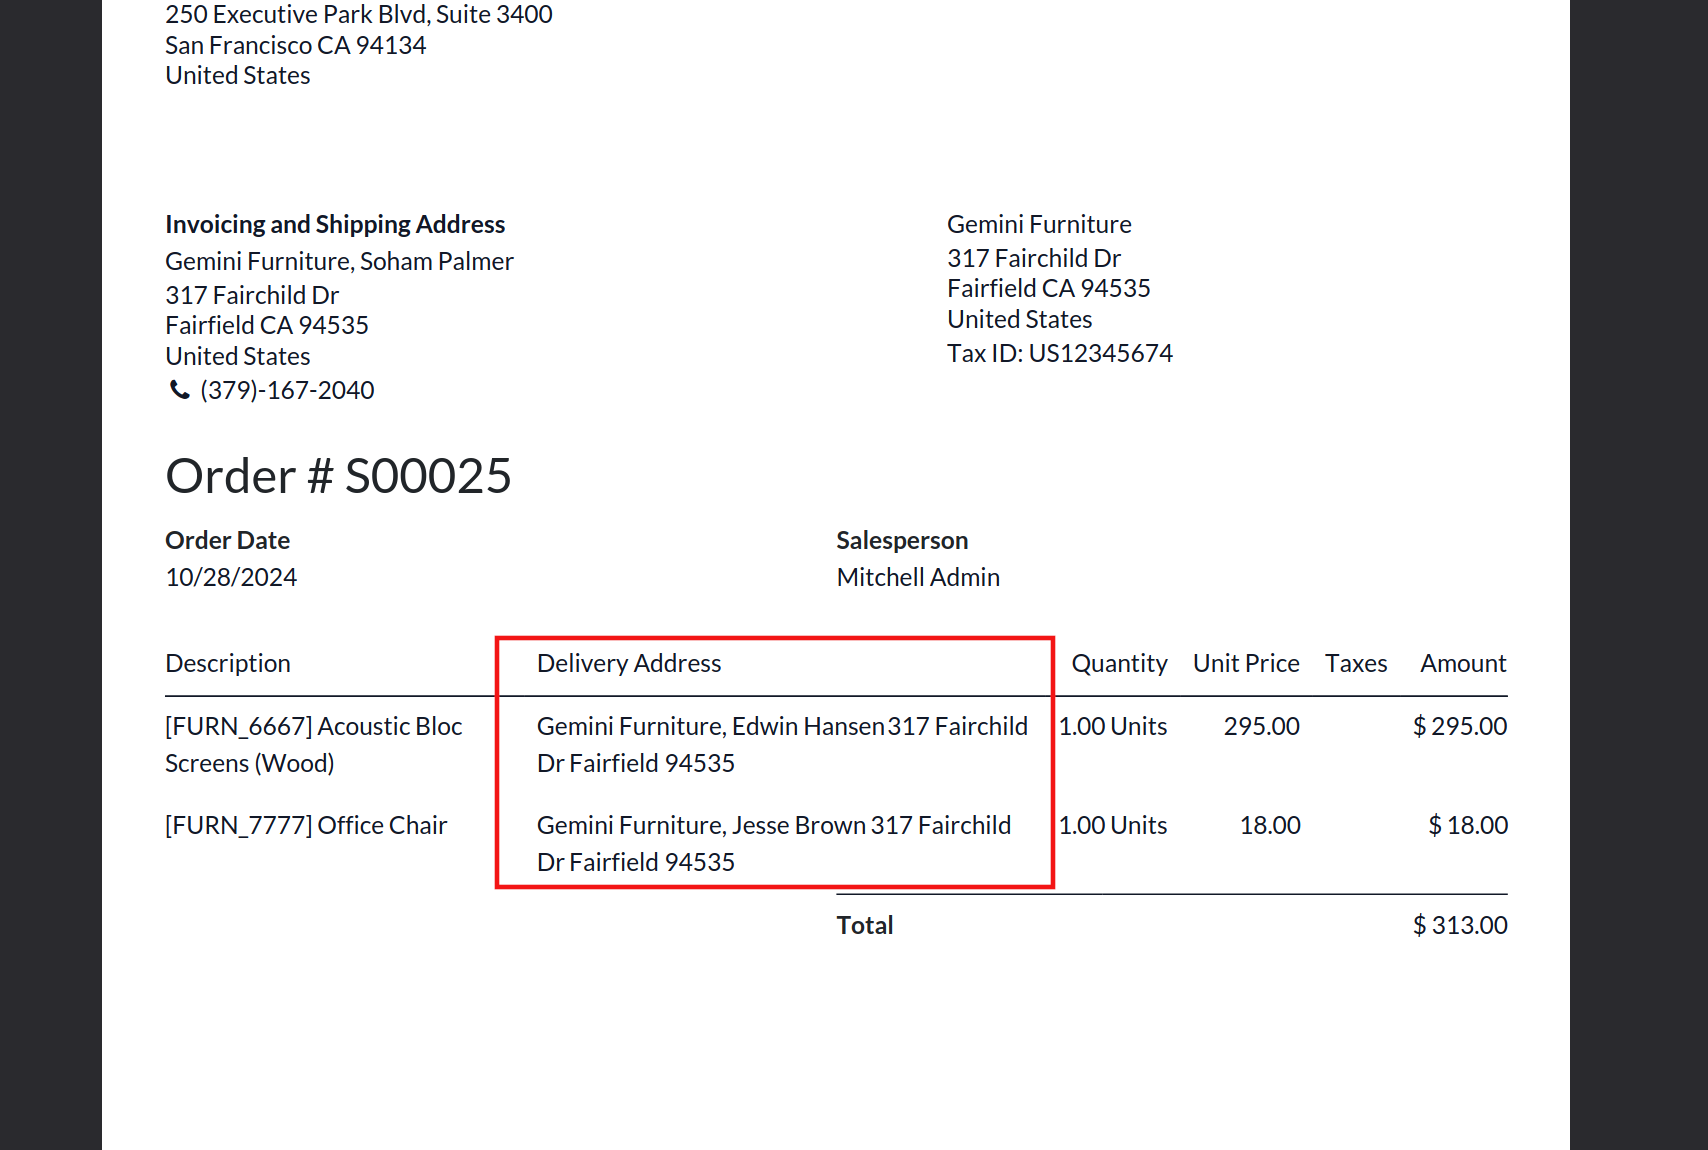 250 Executive Park Blvd, Suite 3400
San Francisco CA 94134
United States
Invoicing and Shipping Address
Gemini Furniture, Soham Palmer
317 Fairchild Dr
Fairfield CA 94535
United States
(379)-167-2040
Gemini Furniture
317 Fairchild Dr
Fairfield CA 94535
United States
Tax ID: US12345674
Order # S00025
Order Date
10/28/2024
Salesperson
Mitchell Admin
Description Delivery Address Quantity Unit Price Taxes Amount
[FURN_6667] Acoustic Bloc Gemini Furniture, Edwin Hansen317 Fairchild 1.00 Units 295.00 $ 295.00
Screens (Wood) Dr Fairfield 94535
[FURN_7777] Office Chair Gemini Furniture, Jesse Brown 317 Fairchild 1.00 Units 18.00 $ 18.00
Dr Fairfield 94535
Total $ 313.00